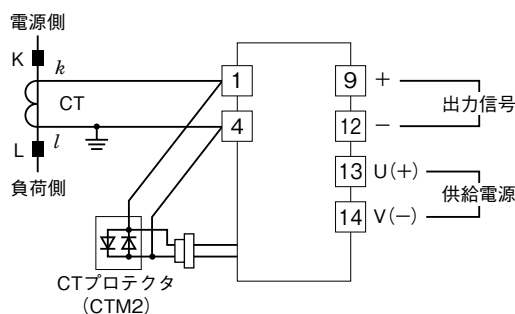 電源側
K
k
CT
l
L
負荷側
1
4
9
+
出力信号
12
−
13
U(+)
供給電源
14
V(−)
CTプロテクタ
(CTM2)